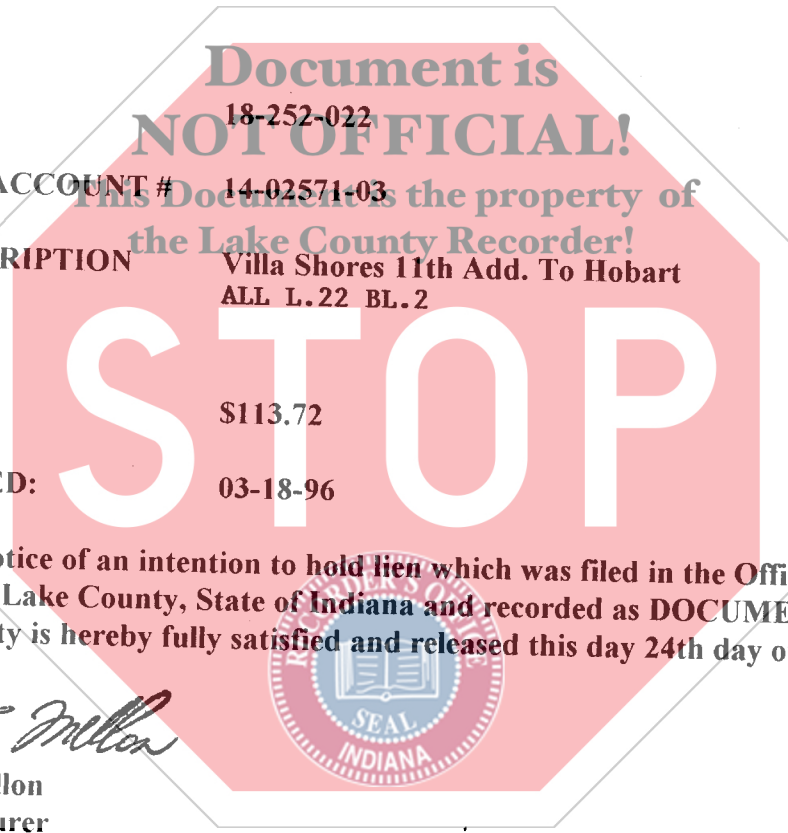 Document is
18-252-022
NOT OFFICIAL!
ACCOUNT # 14-02571-03
This Document is the property of
the Lake County Recorder!
RIPTION Villa Shores 11th Add. To Hobart
ALL L.22 BL.2
STOP
$113.72
ED: 03-18-96
otice of an intention to hold lien which was filed in the Offi
Lake County, State of Indiana and recorded as DOCUME
ty is hereby fully satisfied and released this day 24th day o
RECORDER'S OFFICE
SEAL
INDIANA
Mellon
llon
urer